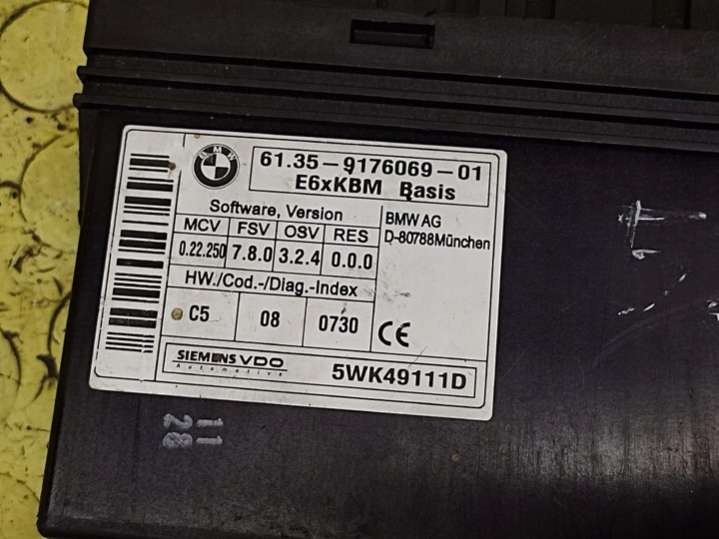 BMW
61.35-9176069-01
E6xKBM Basis
Software, Version
MCV FSV OSV RES
0.22.250 7.8.0 3.2.4 0.0.0
HW./Cod.-/Diag.-Index
C5 08 0730
BMW AG
D-80788München
CE
SIEMENS VDO
Automotive
5WK49111D
11
28